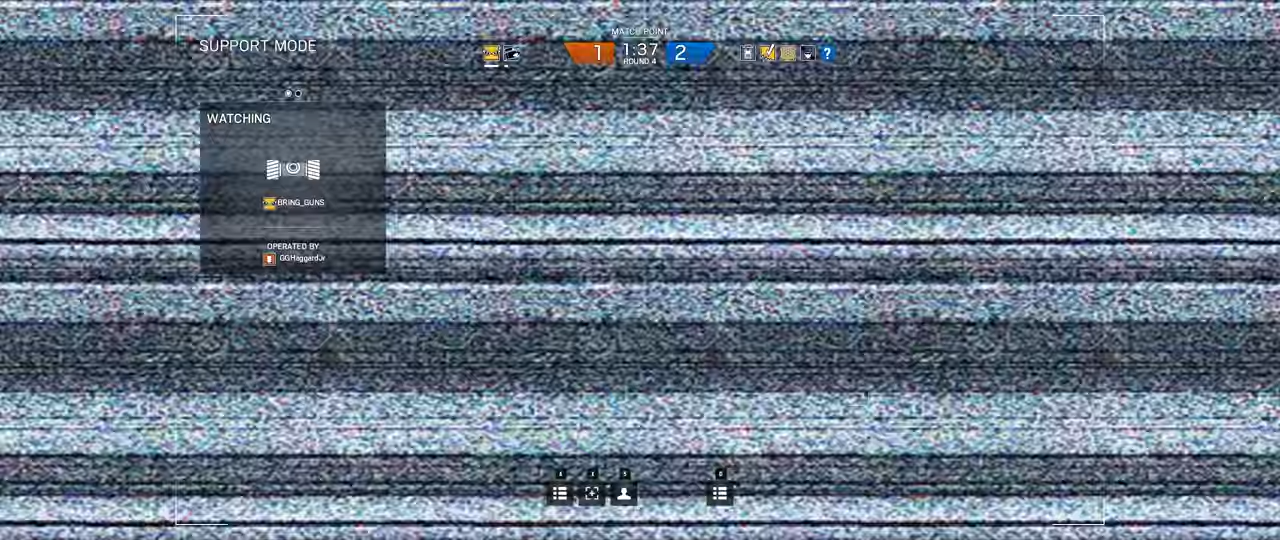 SUPPORT MODE
MATCH POINT
1 1:37 2
ROUND 4
?
WATCHING
BRING_GUNS
OPERATED BY
GGHaggardJr